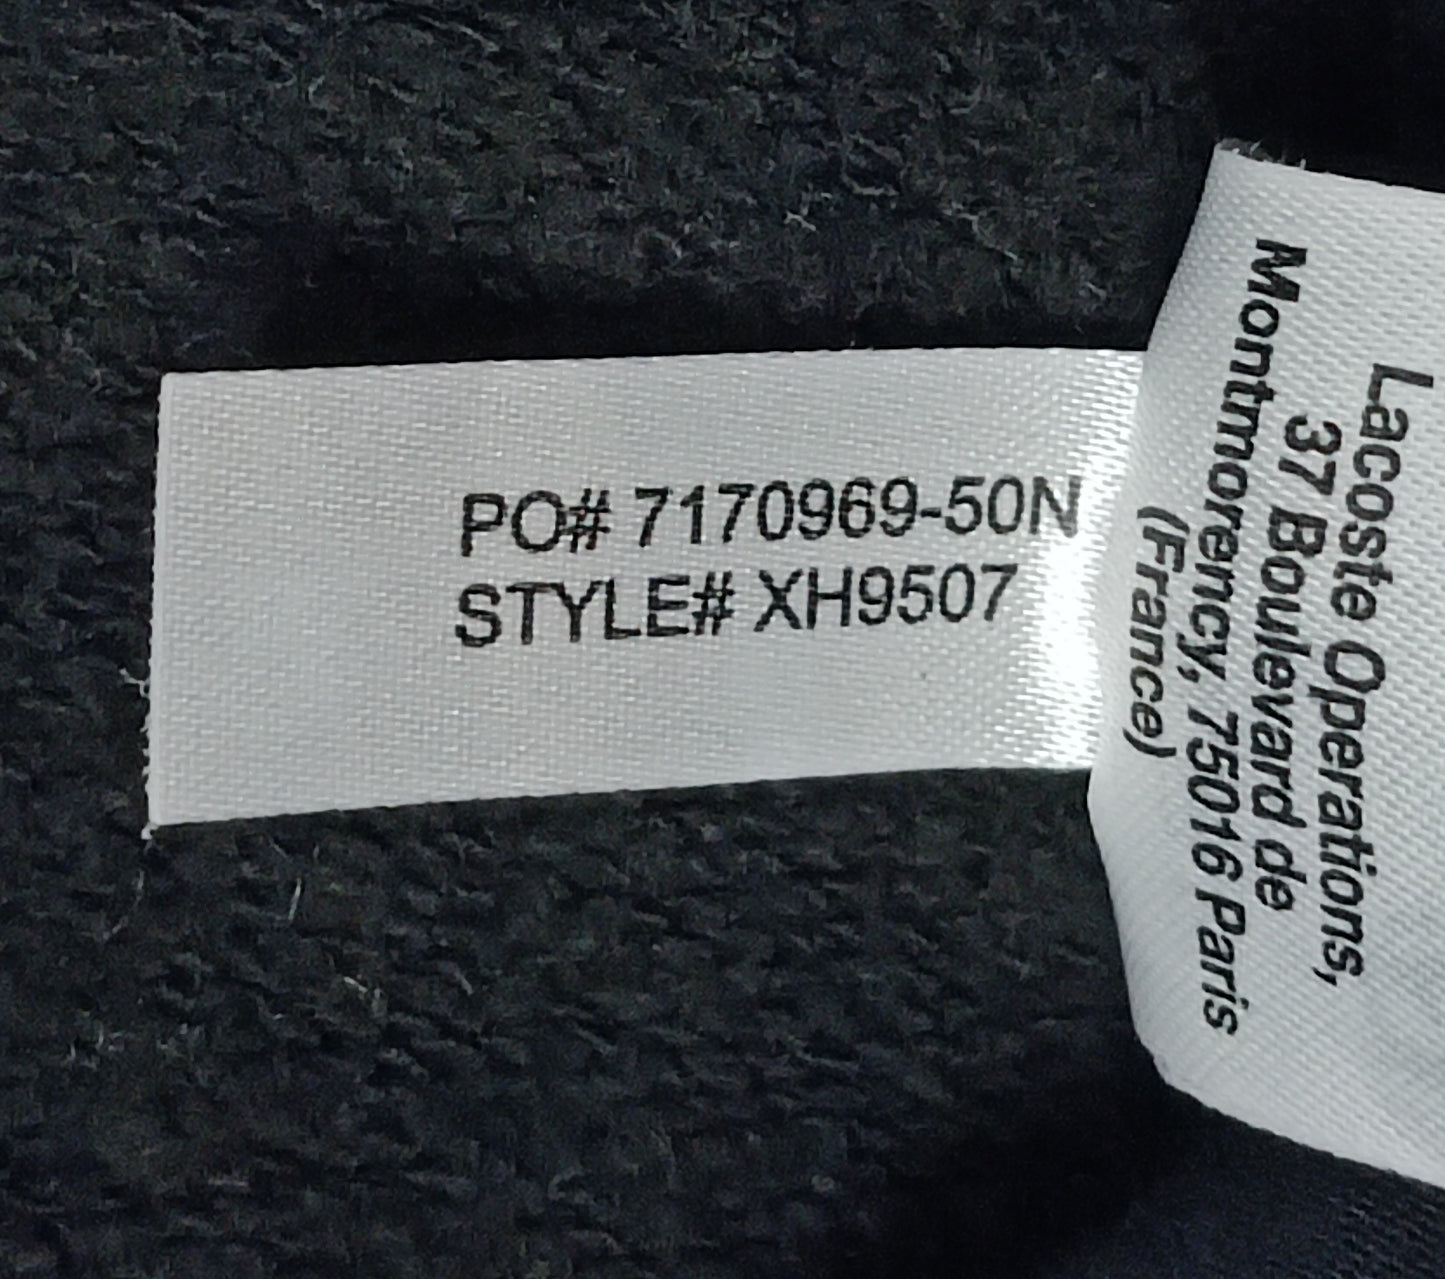 PO# 7170969-50N
STYLE# XH9507
Lacoste Operations,
37 Boulevard de
Montmorency, 75016 Paris
(France)